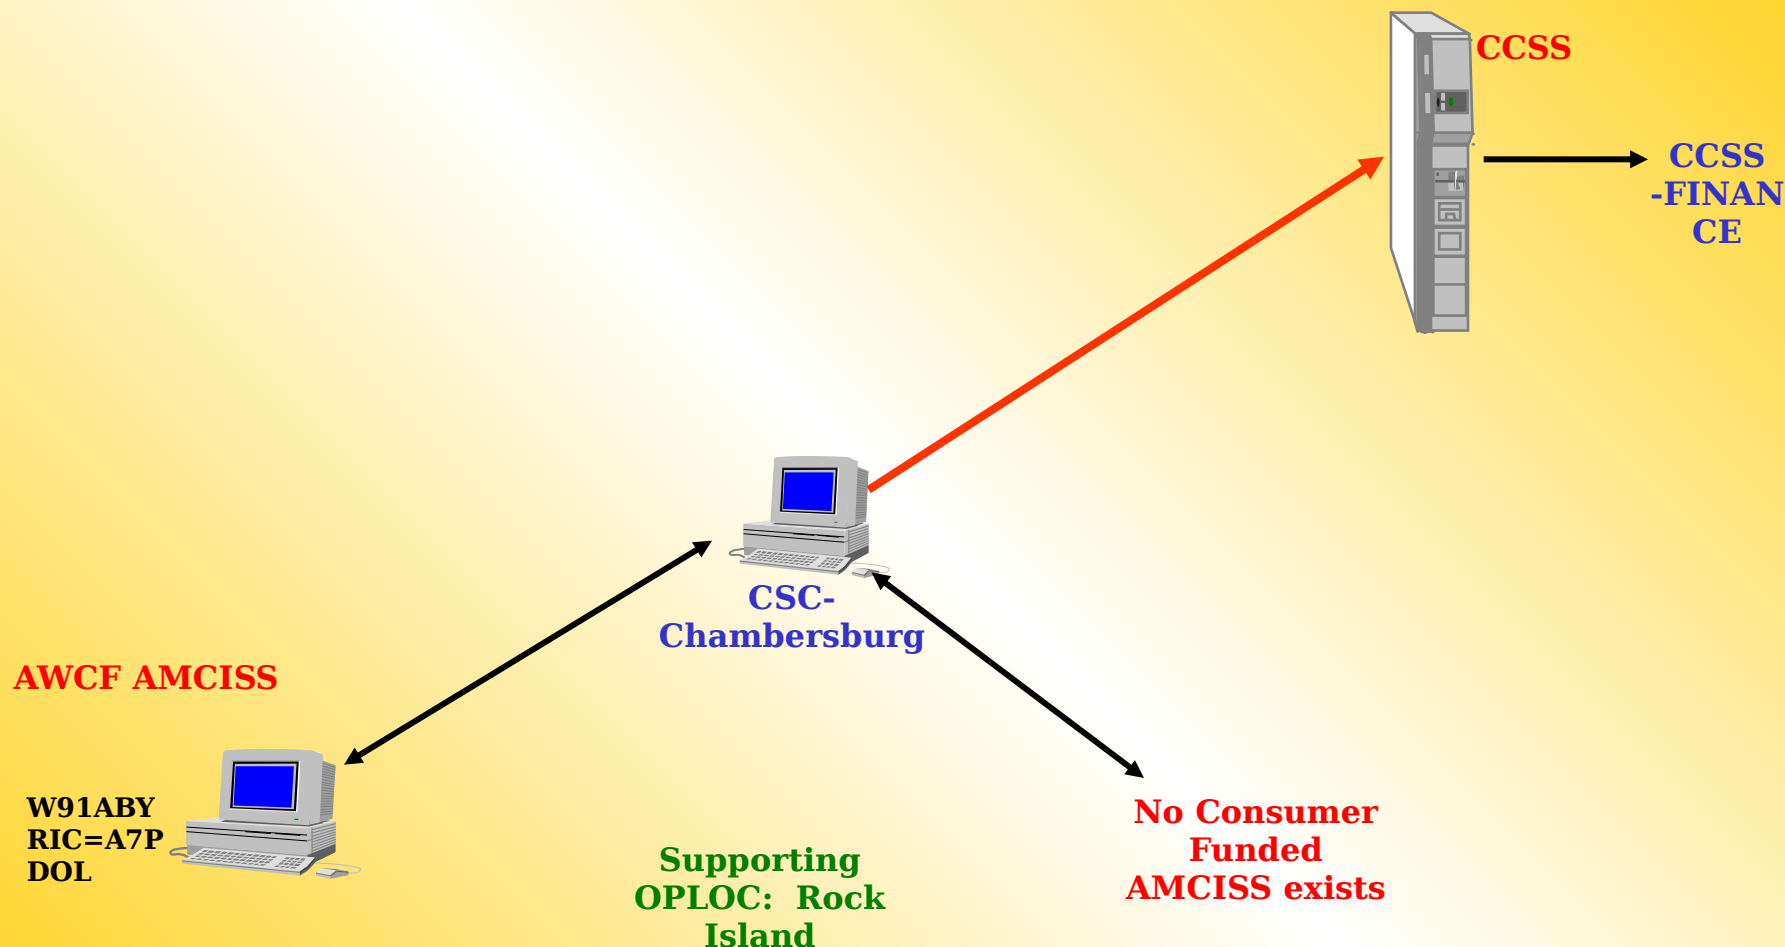 CCSS
CCSS
-FINAN
CE
CSC-
Chambersburg
AWCF AMCISS
W91ABY
RIC=A7P
DOL
No Consumer
Funded
AMCISS exists
Supporting
OPLOC:  Rock
Island